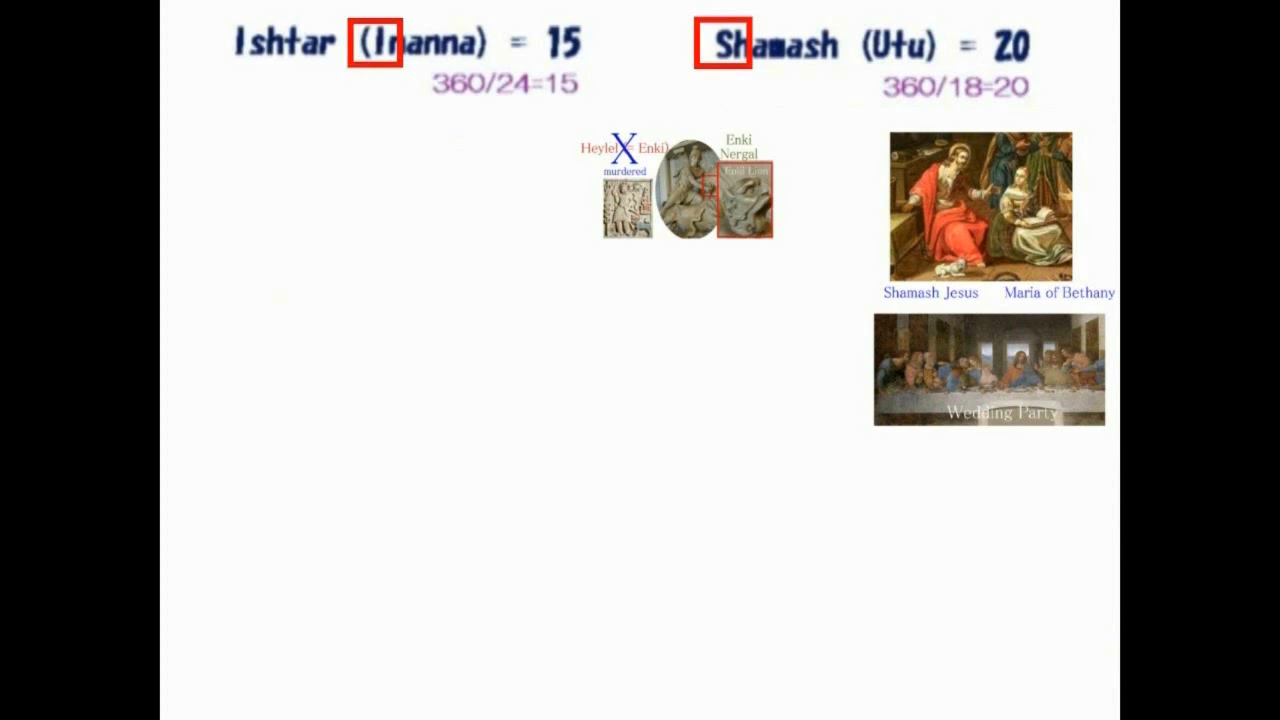 Ishtar (Inanna) = 15
360/24=15
Shamash (Utu) = 20
360/18=20
Heylel (= Enki)
X
murdered
Enki
Nergal
Shamash Jesus
Maria of Bethany
Wedding Party